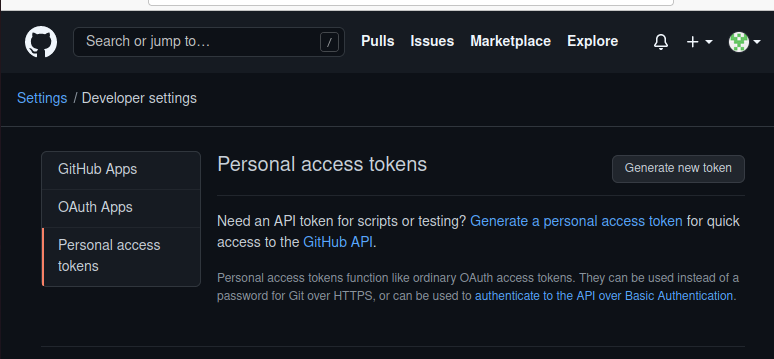 Search or jump to… /
Pulls Issues Marketplace Explore
Settings / Developer settings
GitHub Apps
OAuth Apps
Personal access
tokens
Personal access tokens
Generate new token
Need an API token for scripts or testing? Generate a personal access token for quick
access to the GitHub API.
Personal access tokens function like ordinary OAuth access tokens. They can be used instead of a
password for Git over HTTPS, or can be used to authenticate to the API over Basic Authentication.